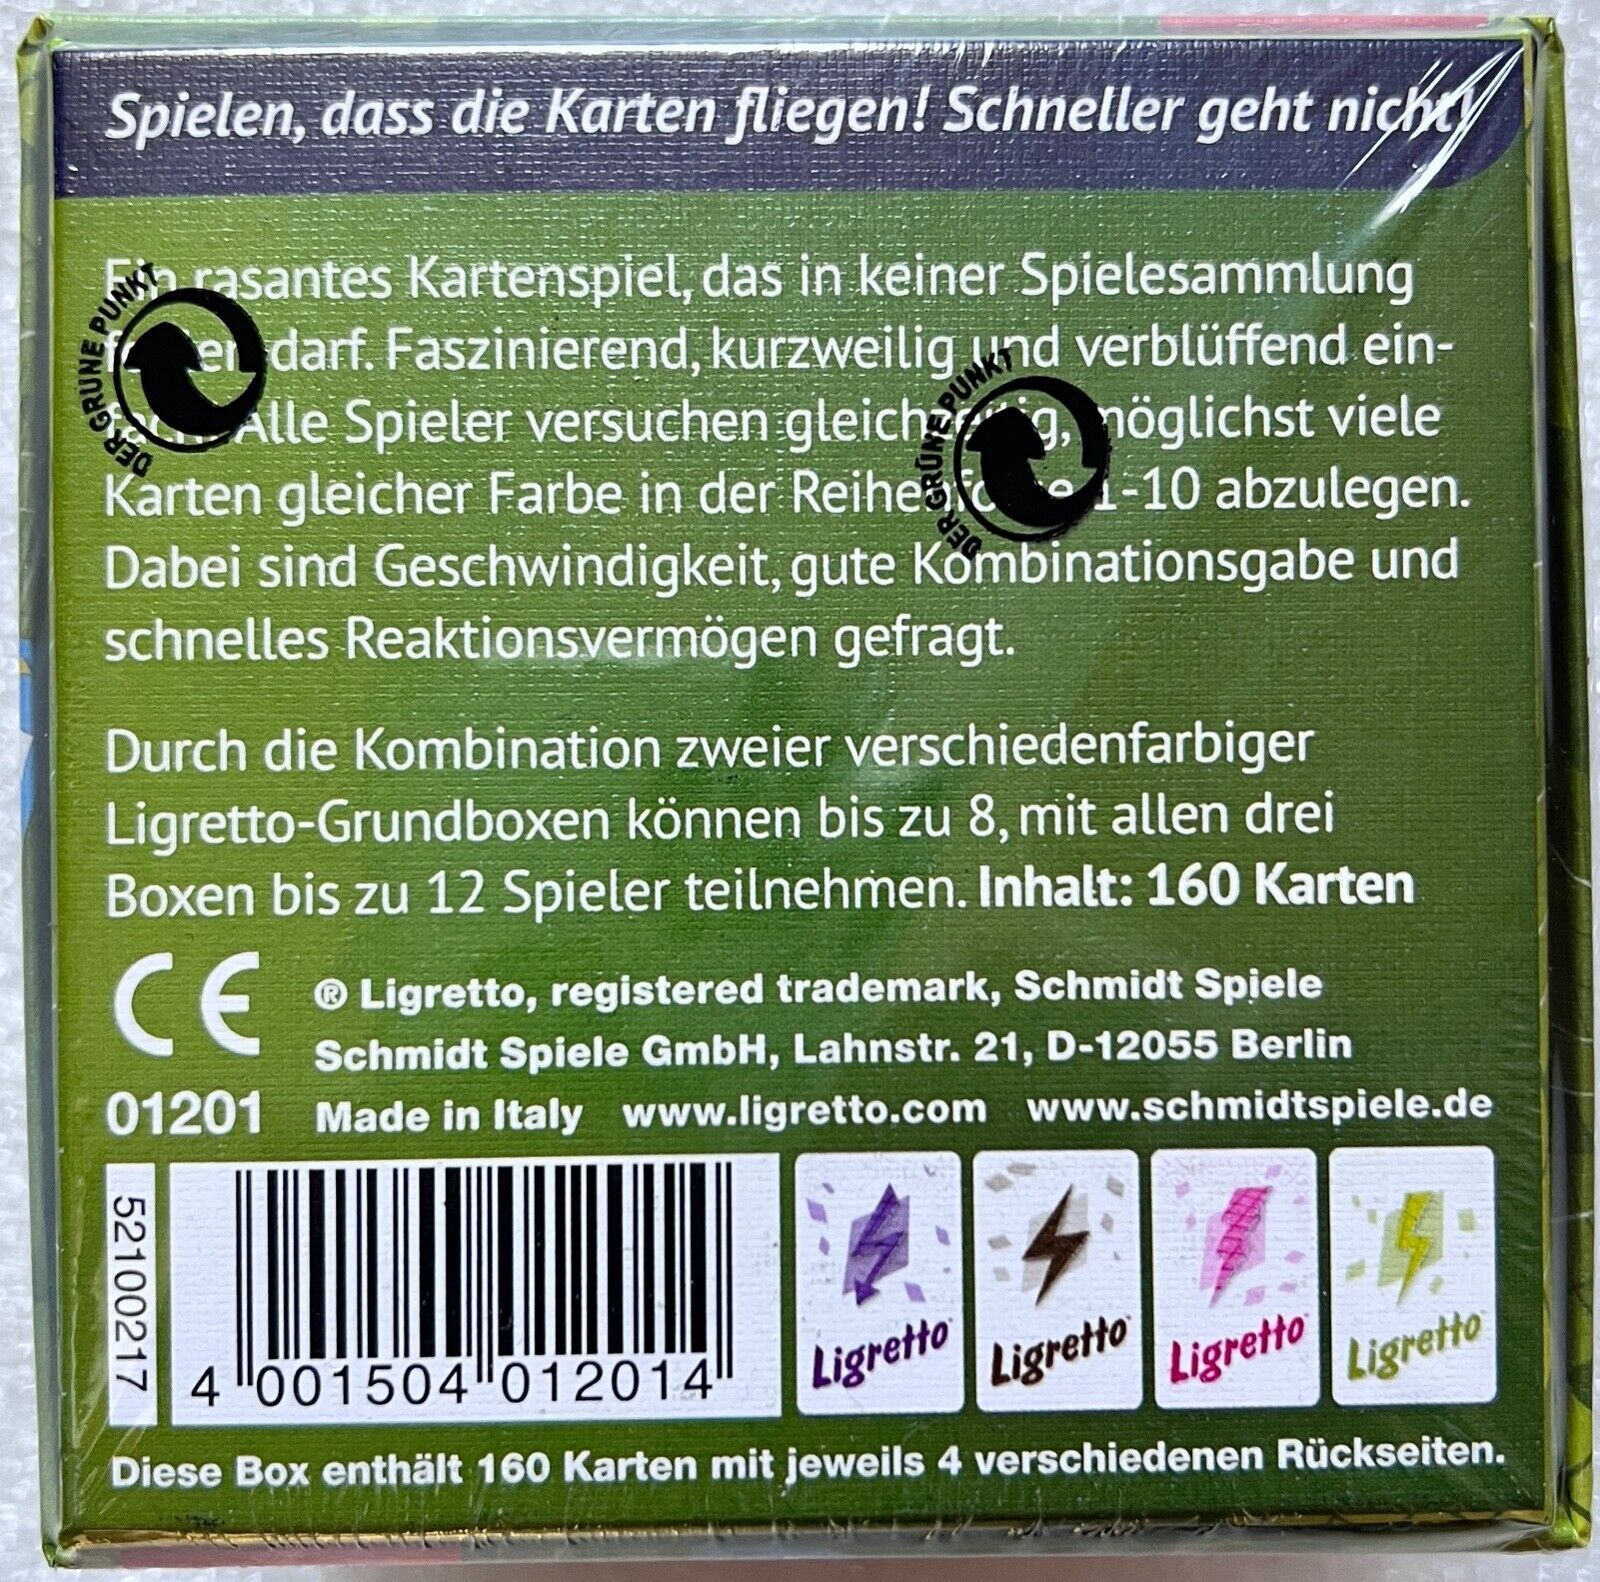 Spielen, dass die Karten fliegen! Schneller geht nicht!
Ein rasantes Kartenspiel, das in keiner Spielesammlung
darf. Faszinierend, kurzweilig und verblüffend ein-
Alle Spieler versuchen gleichzeitig, möglichst viele
Karten gleicher Farbe in der Reihenfolge 1-10 abzulegen.
Dabei sind Geschwindigkeit, gute Kombinationsgabe und
schnelles Reaktionsvermögen gefragt.
DER GRÜNE PUNKT
DER GRÜNE PUNKT
Durch die Kombination zweier verschiedenfarbiger
Ligretto-Grundboxen können bis zu 8, mit allen drei
Boxen bis zu 12 Spieler teilnehmen. Inhalt: 160 Karten
CE
® Ligretto, registered trademark, Schmidt Spiele
Schmidt Spiele GmbH, Lahnstr. 21, D-12055 Berlin
01201 Made in Italy www.ligretto.com www.schmidtspiele.de
52100217
4 001504 012014
Ligretto Ligretto Ligretto Ligretto
Diese Box enthält 160 Karten mit jeweils 4 verschiedenen Rückseiten.